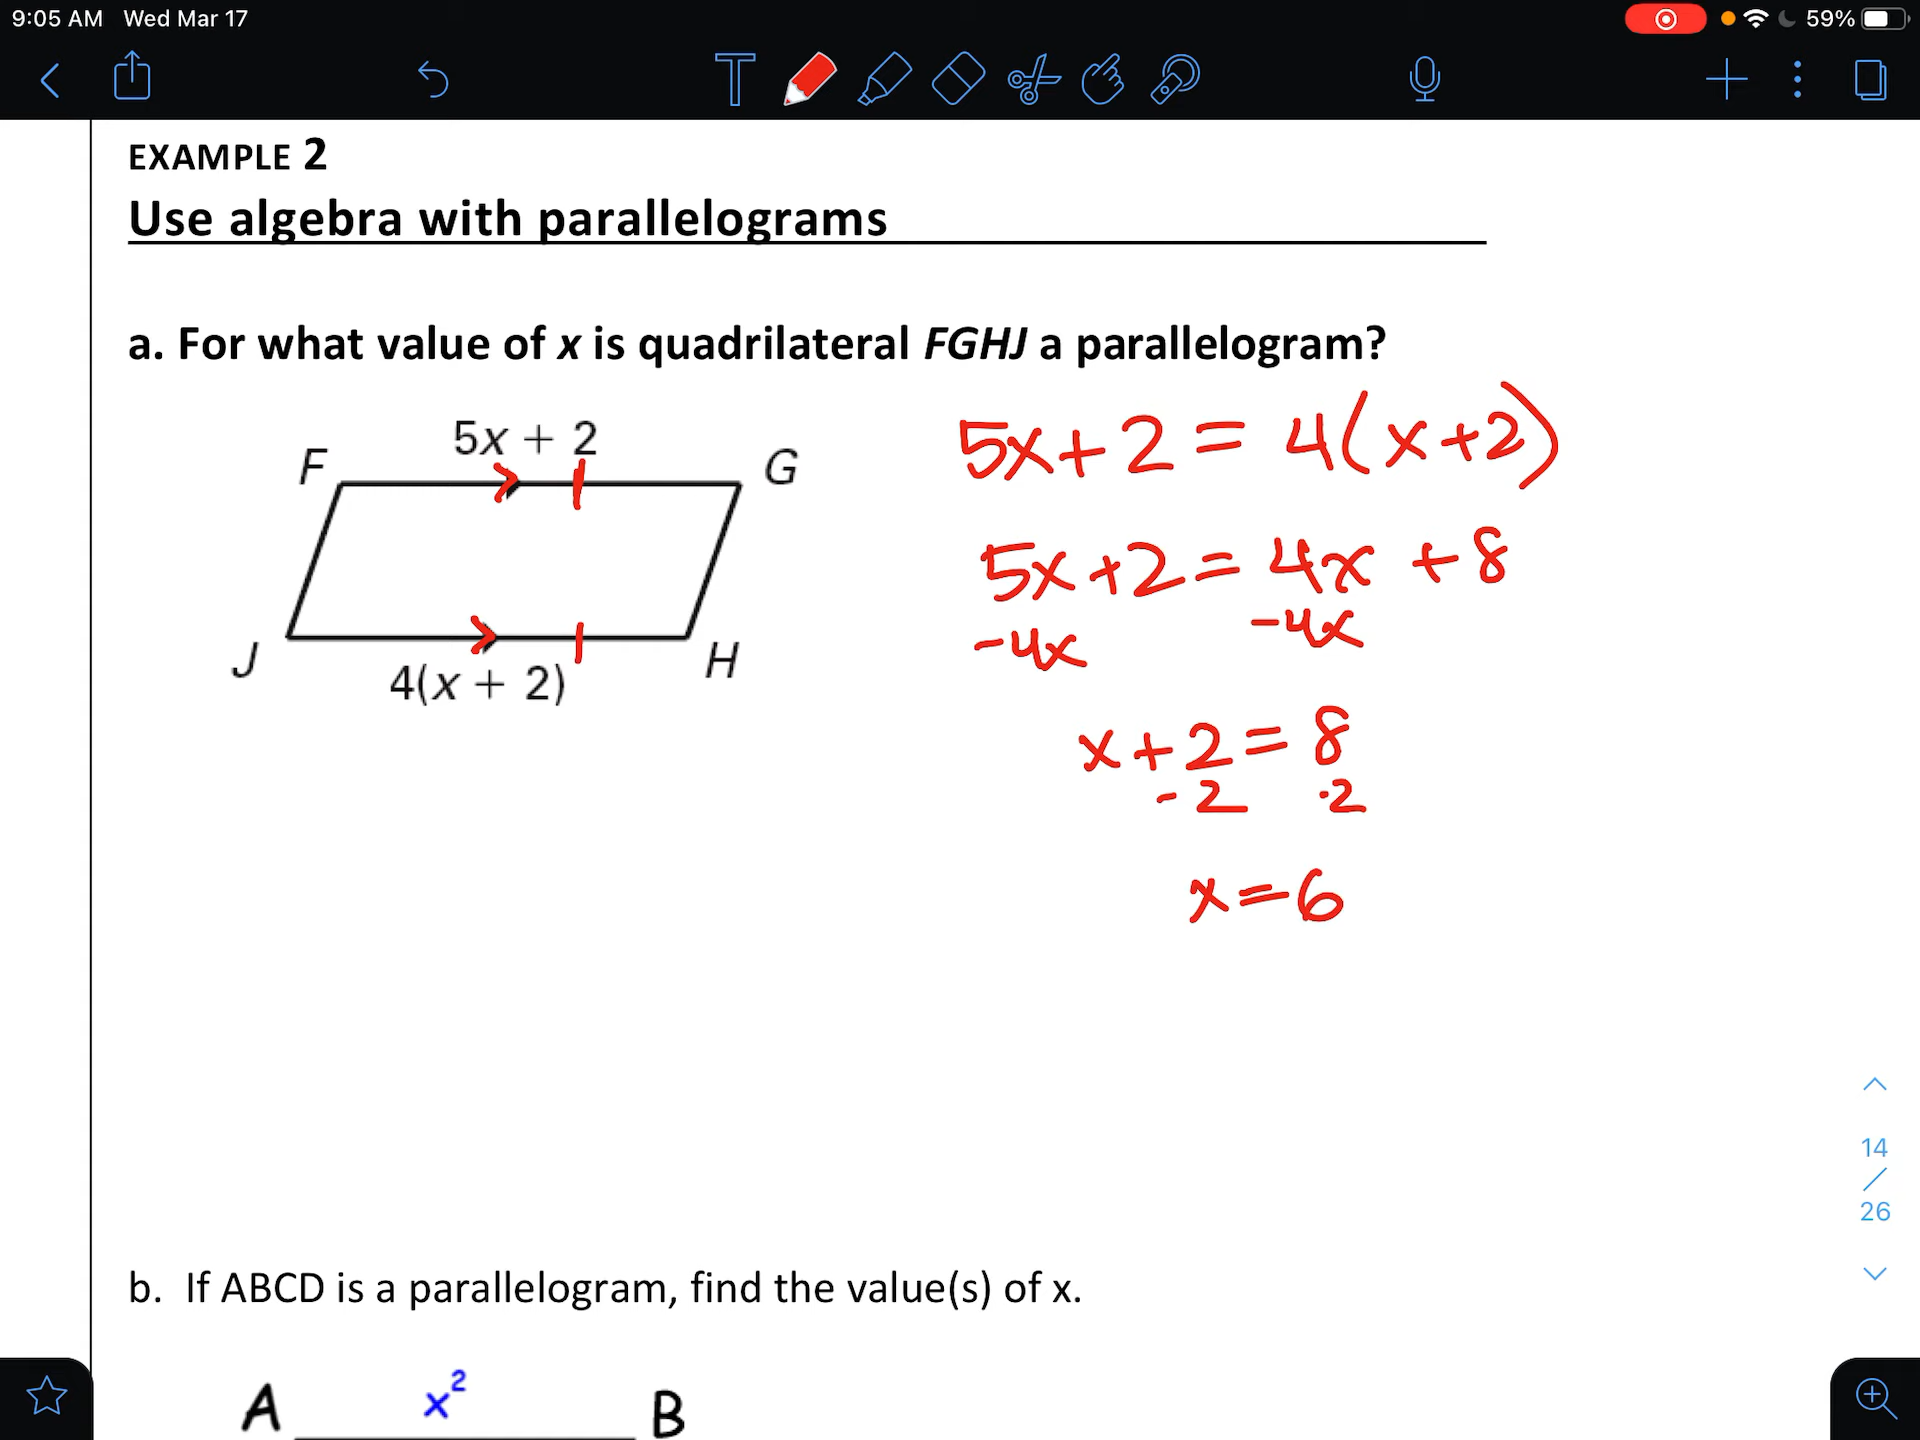 9:05 AM Wed Mar 17
59%
EXAMPLE 2
Use algebra with parallelograms
a. For what value of x is quadrilateral FGHJ a parallelogram?
5x + 2
F
G
J
H
4(x + 2)
5x+2=4(x+2)
5x+2=4x+8
-4x -4x
x+2=8
-2 -2
x=6
14
/
26
b. If ABCD is a parallelogram, find the value(s) of x.
A x² B